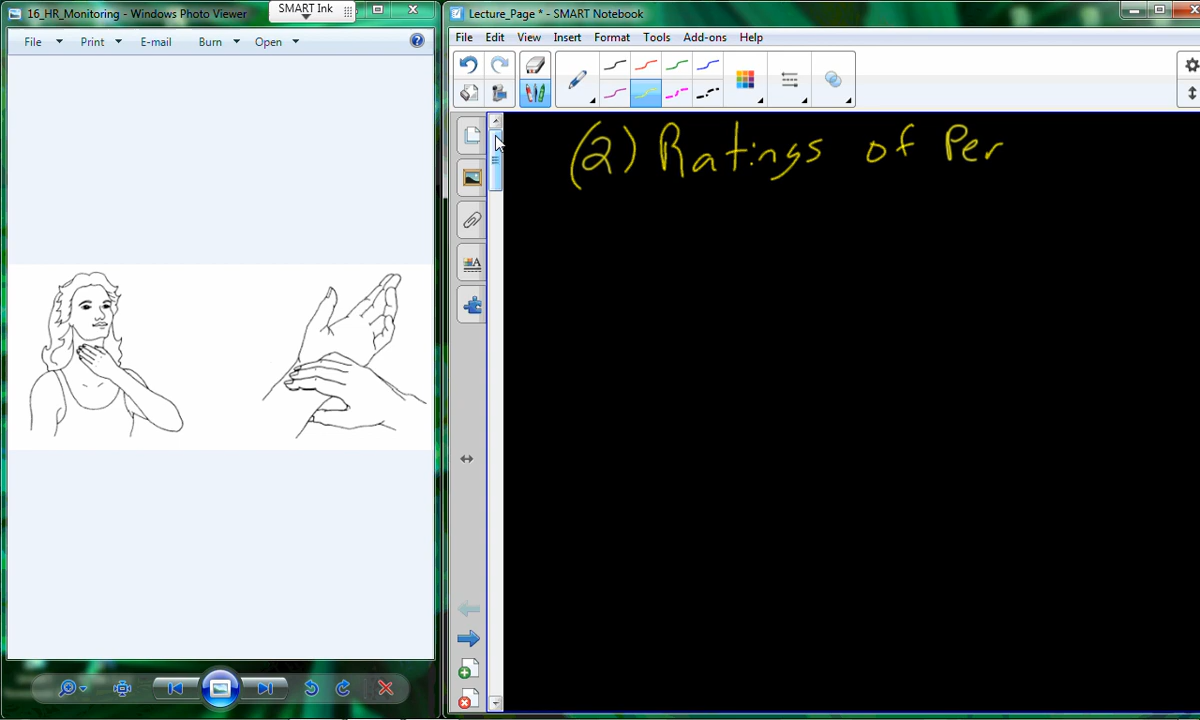 16_HR_Monitoring - Windows Photo Viewer
SMART Ink
File Print E-mail Burn Open
Lecture_Page * - SMART Notebook
File Edit View Insert Format Tools Add-ons Help
(2) Ratings of Per